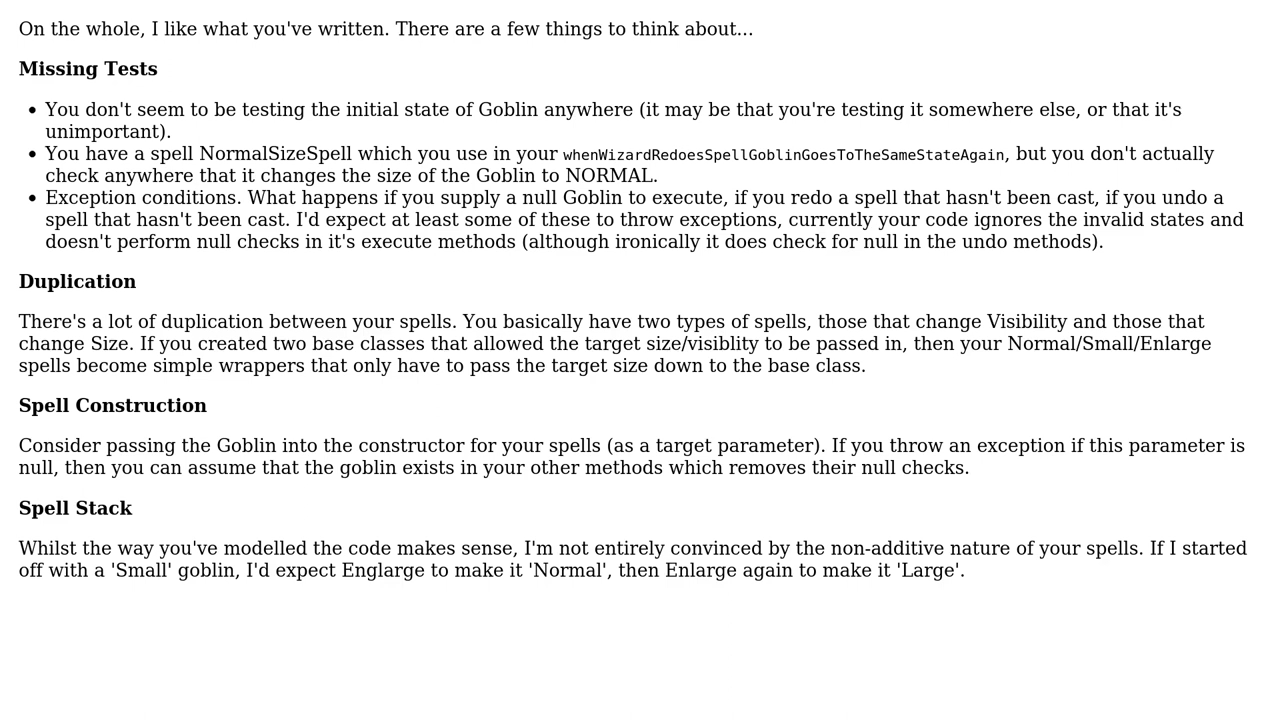 On the whole, I like what you've written. There are a few things to think about...
Missing Tests
• You don't seem to be testing the initial state of Goblin anywhere (it may be that you're testing it somewhere else, or that it's
unimportant).
• You have a spell NormalSizeSpell which you use in your whenWizardRedoesSpellGoblinGoesToTheSameStateAgain, but you don't actually
check anywhere that it changes the size of the Goblin to NORMAL.
• Exception conditions. What happens if you supply a null Goblin to execute, if you redo a spell that hasn't been cast, if you undo a
spell that hasn't been cast. I'd expect at least some of these to throw exceptions, currently your code ignores the invalid states and
doesn't perform null checks in it's execute methods (although ironically it does check for null in the undo methods).
Duplication
There's a lot of duplication between your spells. You basically have two types of spells, those that change Visibility and those that
change Size. If you created two base classes that allowed the target size/visiblity to be passed in, then your Normal/Small/Enlarge
spells become simple wrappers that only have to pass the target size down to the base class.
Spell Construction
Consider passing the Goblin into the constructor for your spells (as a target parameter). If you throw an exception if this parameter is
null, then you can assume that the goblin exists in your other methods which removes their null checks.
Spell Stack
Whilst the way you've modelled the code makes sense, I'm not entirely convinced by the non-additive nature of your spells. If I started
off with a 'Small' goblin, I'd expect Englarge to make it 'Normal', then Enlarge again to make it 'Large'.